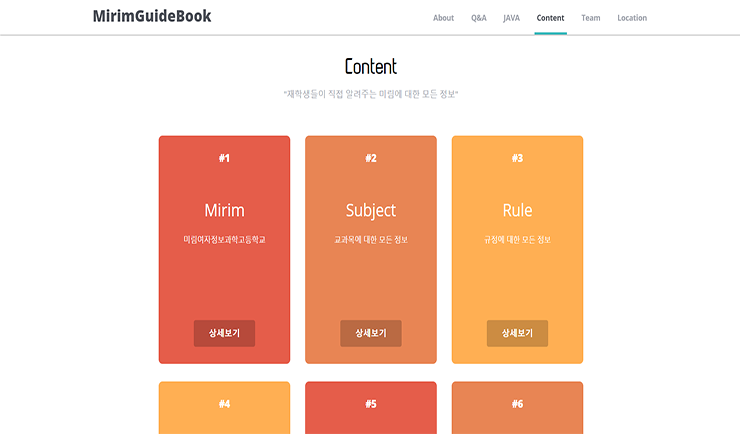 MirimGuideBook
About Q&A JAVA Content Team Location
Content
"재학생들이 직접 알려주는 미림에 대한 모든 정보"
#1 #2 #3
Mirim Subject Rule
미림여자정보과학고등학교 교과목에 대한 모든 정보 규정에 대한 모든 정보
상세보기 상세보기 상세보기
#4 #5 #6